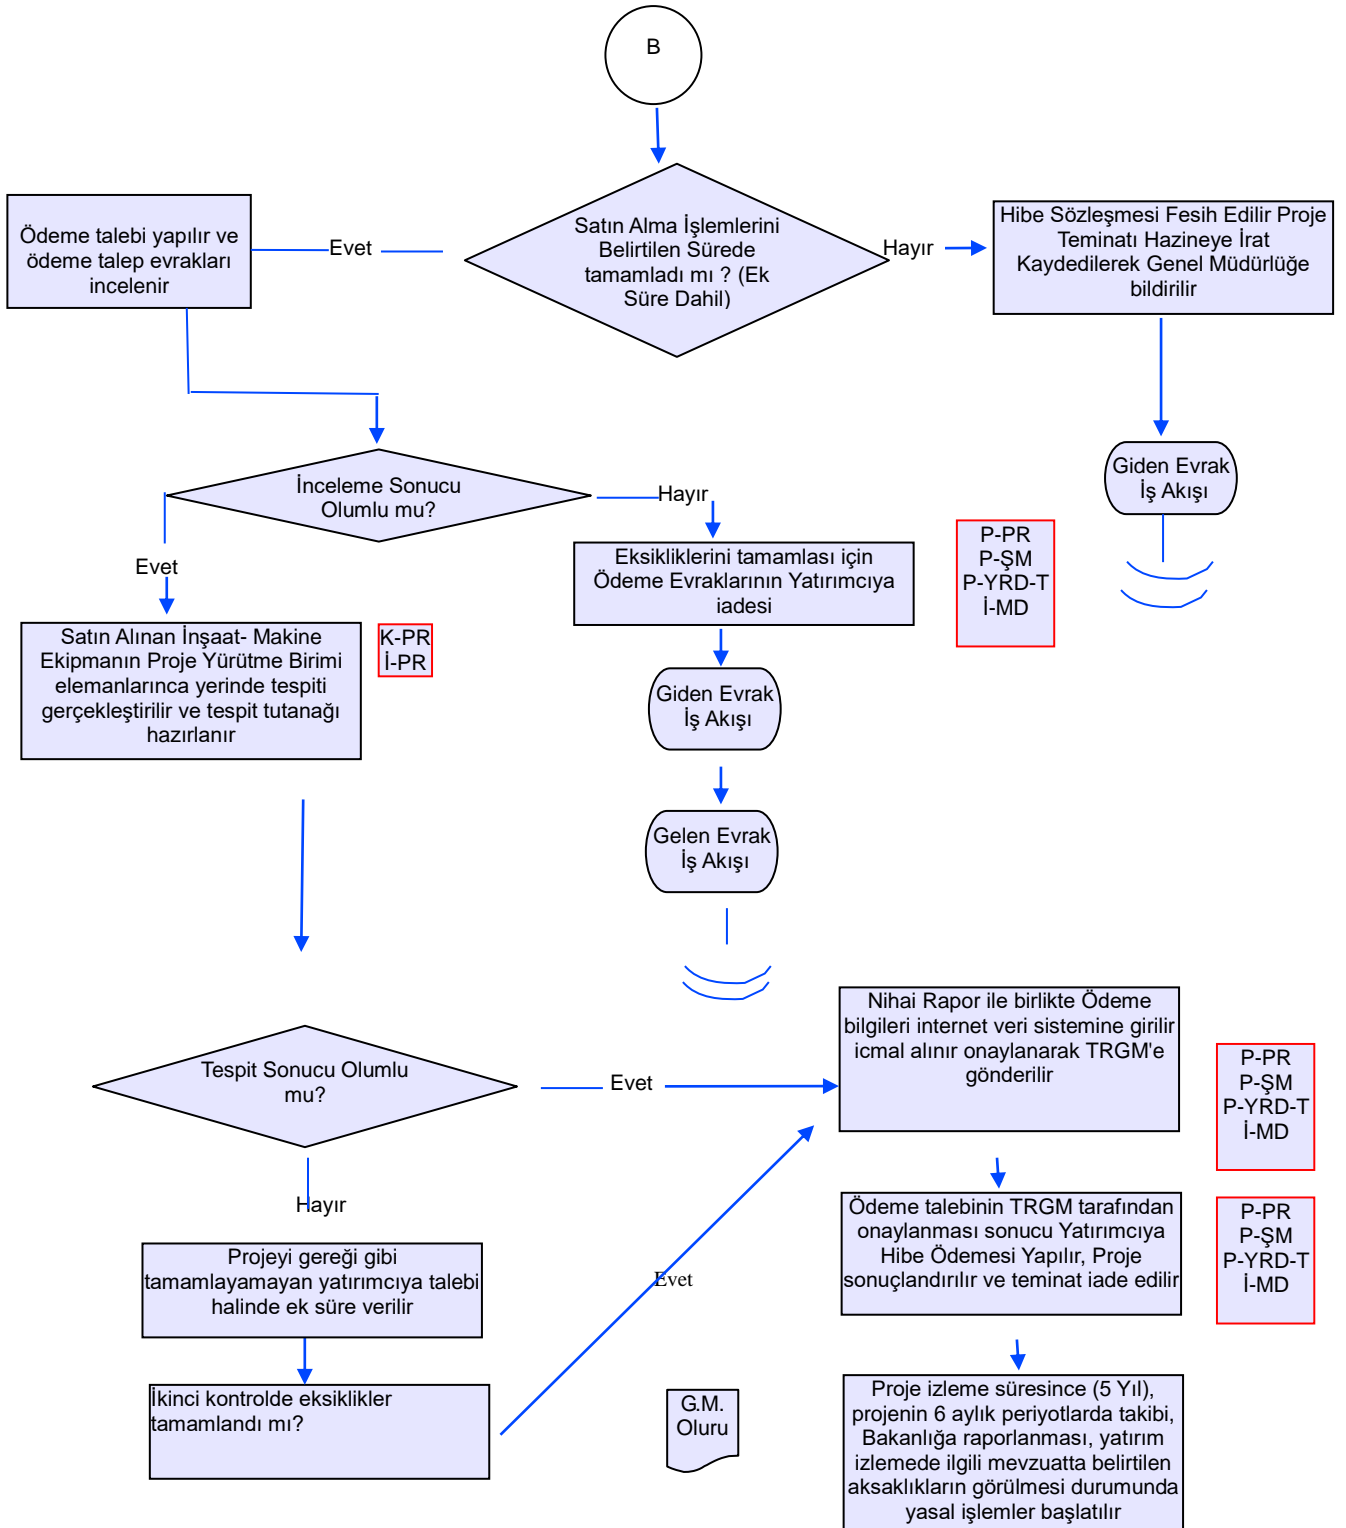 B
Satın Alma İşlemlerini
Belirtilen Sürede
tamamladı mı ? (Ek
Süre Dahil)
Evet
Hayır
Ödeme talebi yapılır ve
ödeme talep evrakları
incelenir
Hibe Sözleşmesi Fesih Edilir Proje
Teminatı Hazineye İrat
Kaydedilerek Genel Müdürlüğe
bildirilir
Giden Evrak
İş Akışı
İnceleme Sonucu
Olumlu mu?
Hayır
Evet
Eksikliklerini tamamlası için
Ödeme Evraklarının Yatırımcıya
iadesi
P-PR
P-ŞM
P-YRD-T
İ-MD
Satın Alınan İnşaat- Makine
Ekipmanın Proje Yürütme Birimi
elemanlarınca yerinde tespiti
gerçekleştirilir ve tespit tutanağı
hazırlanır
K-PR
İ-PR
Giden Evrak
İş Akışı
Gelen Evrak
İş Akışı
Tespit Sonucu Olumlu
mu?
Evet
Nihai Rapor ile birlikte Ödeme
bilgileri internet veri sistemine girilir
icmal alınır onaylanarak TRGM'e
gönderilir
P-PR
P-ŞM
P-YRD-T
İ-MD
Hayır
Projeyi gereği gibi
tamamlayamayan yatırımcıya talebi
halinde ek süre verilir
Evet
Ödeme talebinin TRGM tarafından
onaylanması sonucu Yatırımcıya
Hibe Ödemesi Yapılır, Proje
sonuçlandırılır ve teminat iade edilir
P-PR
P-ŞM
P-YRD-T
İ-MD
İkinci kontrolde eksiklikler
tamamlandı mı?
G.M.
Oluru
Proje izleme süresince (5 Yıl),
projenin 6 aylık periyotlarda takibi,
Bakanlığa raporlanması, yatırım
izlemede ilgili mevzuatta belirtilen
aksaklıkların görülmesi durumunda
yasal işlemler başlatılır